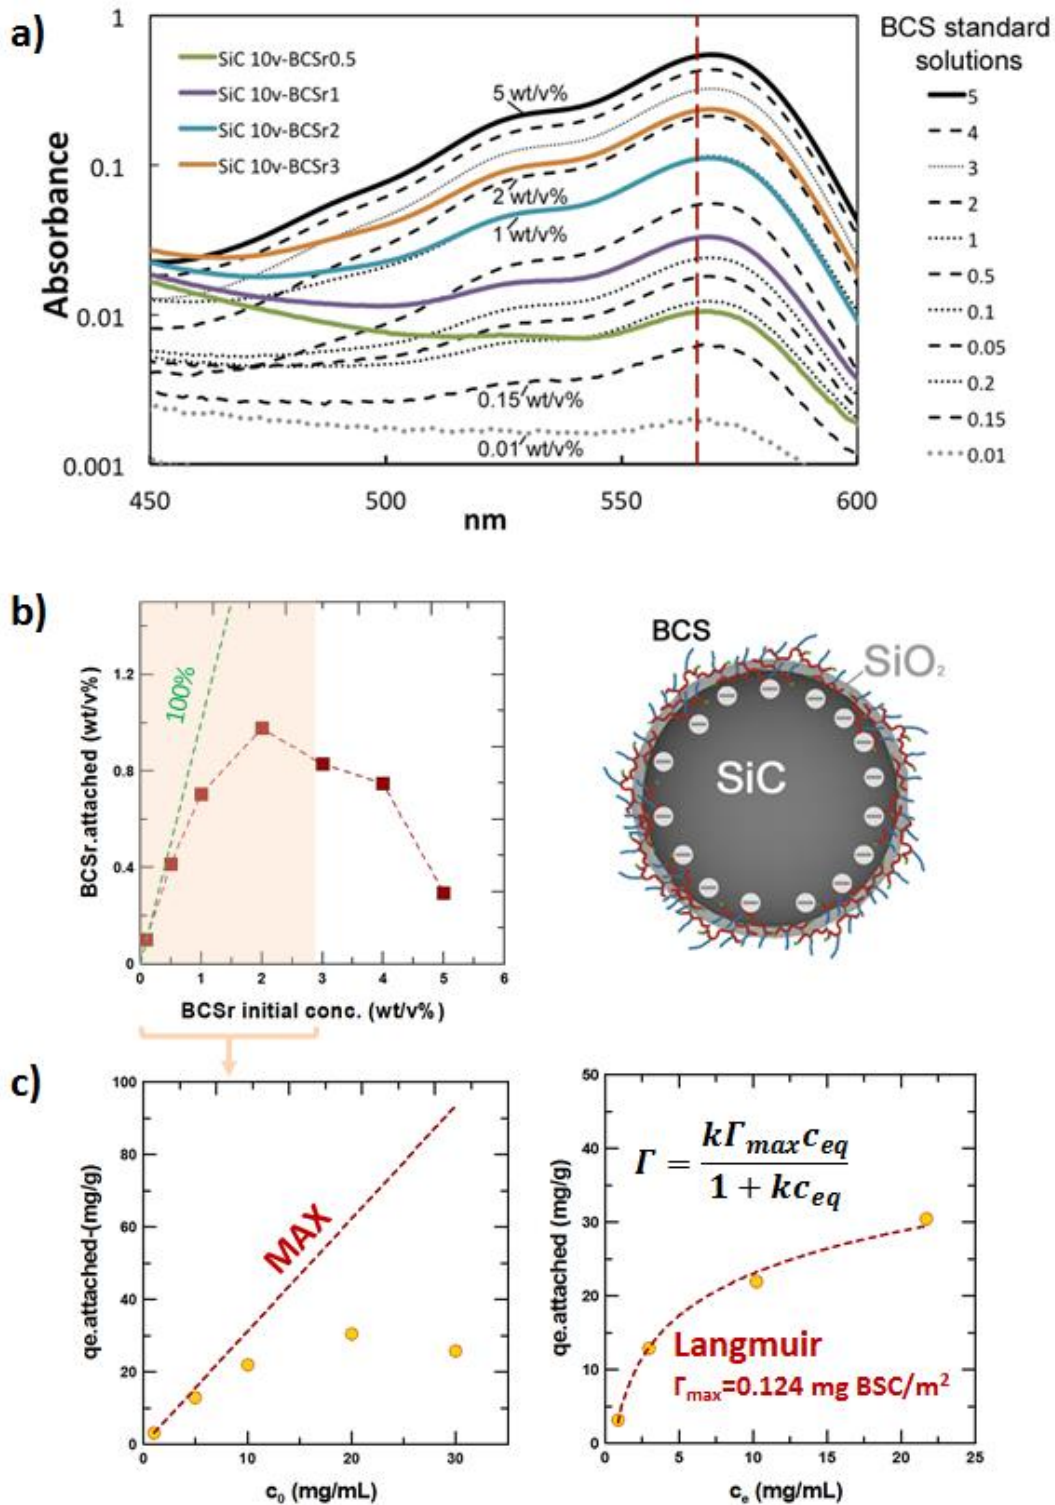 a)
1
0.1
0.01
0.001
Absorbance
450
500
550
600
nm
SiC 10v-BCSr0.5
SiC 10v-BCSr1
SiC 10v-BCSr2
SiC 10v-BCSr3
5 wt/v%
2 wt/v%
1 wt/v%
0.15 wt/v%
0.01 wt/v%
BCS standard
solutions
5
4
3
2
1
0.5
0.1
0.05
0.2
0.15
0.01
b)
BCSr.attached (wt/v%)
1.2
0.8
0.4
0
100%
0
1
2
3
4
5
6
BCSr initial conc. (wt/v%)
BCS
SiO2
SiC
c)
qe.attached-(mg/g)
100
80
60
40
20
0
MAX
0
10
20
30
c0 (mg/mL)
qe.attached (mg/g)
50
40
30
20
10
0
Γ = kΓmaxceq / 1 + kceq
Langmuir
Γmax=0.124 mg BSC/m2
0
5
10
15
20
25
ce (mg/mL)